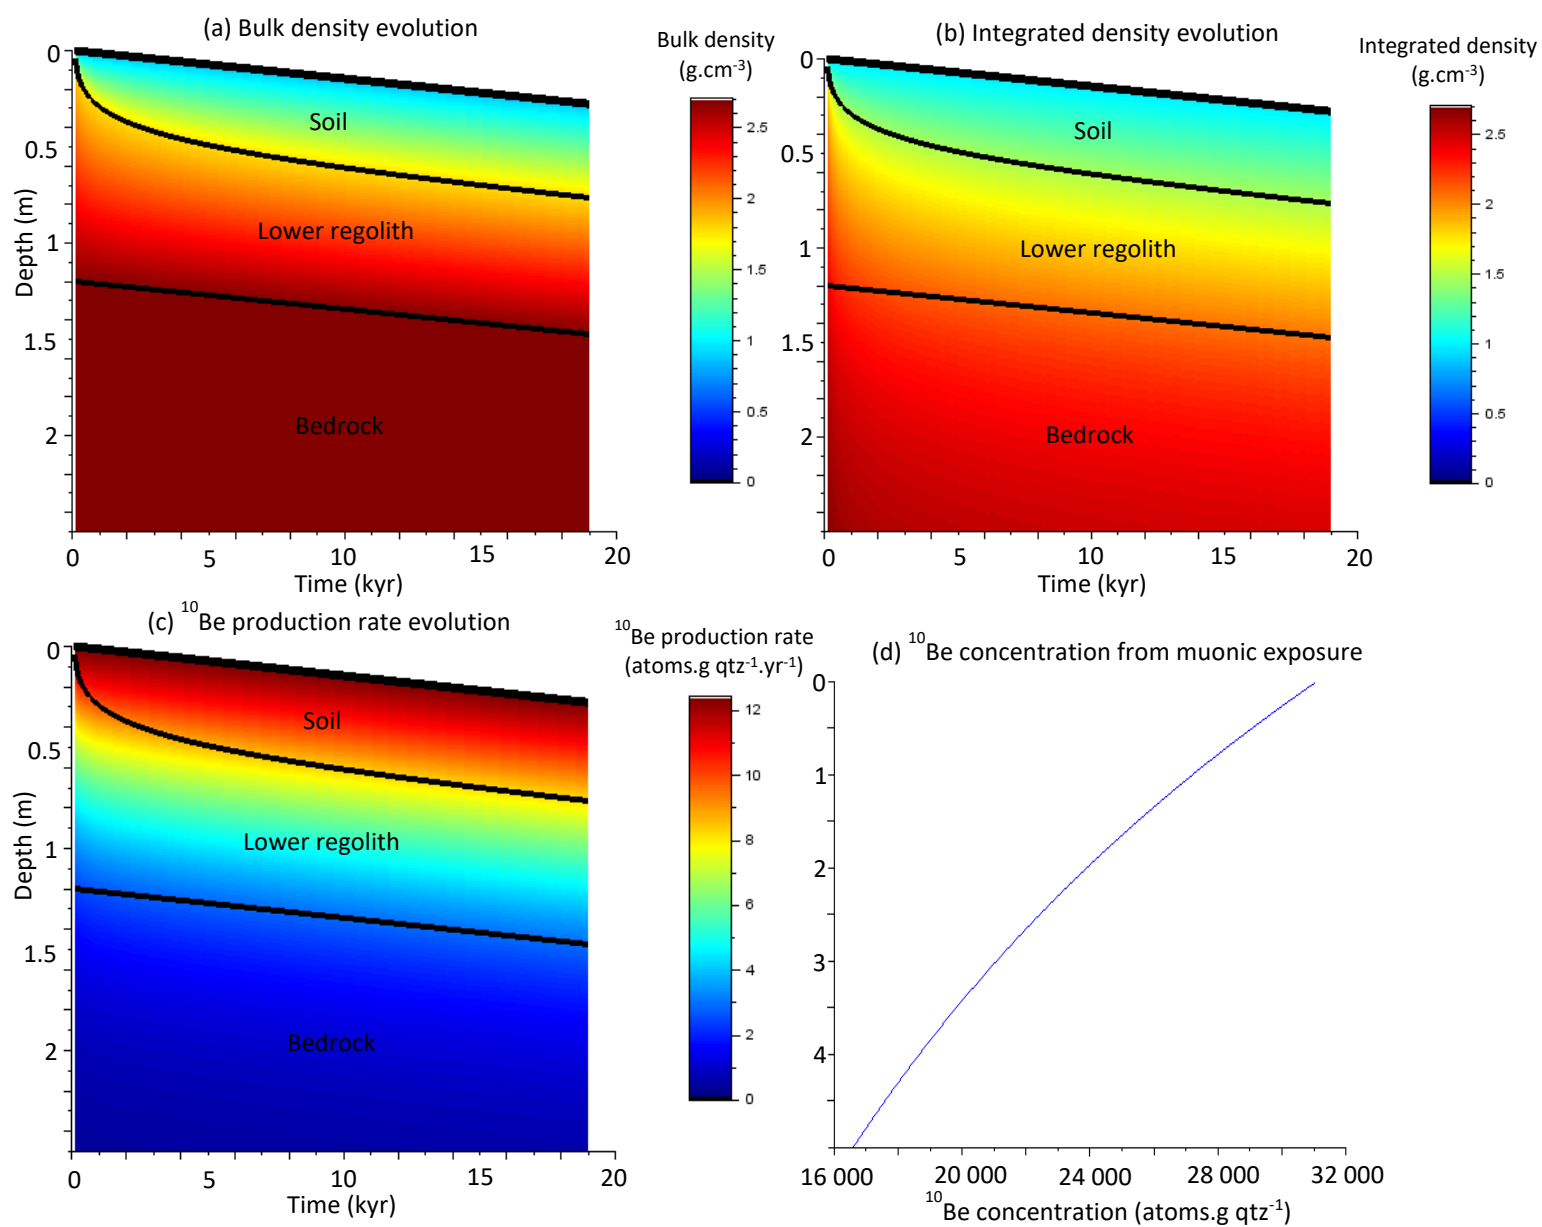 (a) Bulk density evolution
Bulk density
(g.cm-3)
0
0.5
1
1.5
2
Depth (m)
Soil
Lower regolith
Bedrock
2.5
2
1.5
1
0.5
0
0
5
10
15
20
Time (kyr)
(b) Integrated density evolution
Integrated density
(g.cm-3)
0
0.5
1
1.5
2
Soil
Lower regolith
Bedrock
2.5
2
1.5
1
0.5
0
0
5
10
15
20
Time (kyr)
(c) 10Be production rate evolution
10Be production rate
(atoms.g qtz-1.yr-1)
0
0.5
1
1.5
2
Depth (m)
Soil
Lower regolith
Bedrock
12
10
8
6
4
2
0
0
5
10
15
20
Time (kyr)
(d) 10Be concentration from muonic exposure
0
1
2
3
4
16 000
20 000
24 000
28 000
32 000
10Be concentration (atoms.g qtz-1)